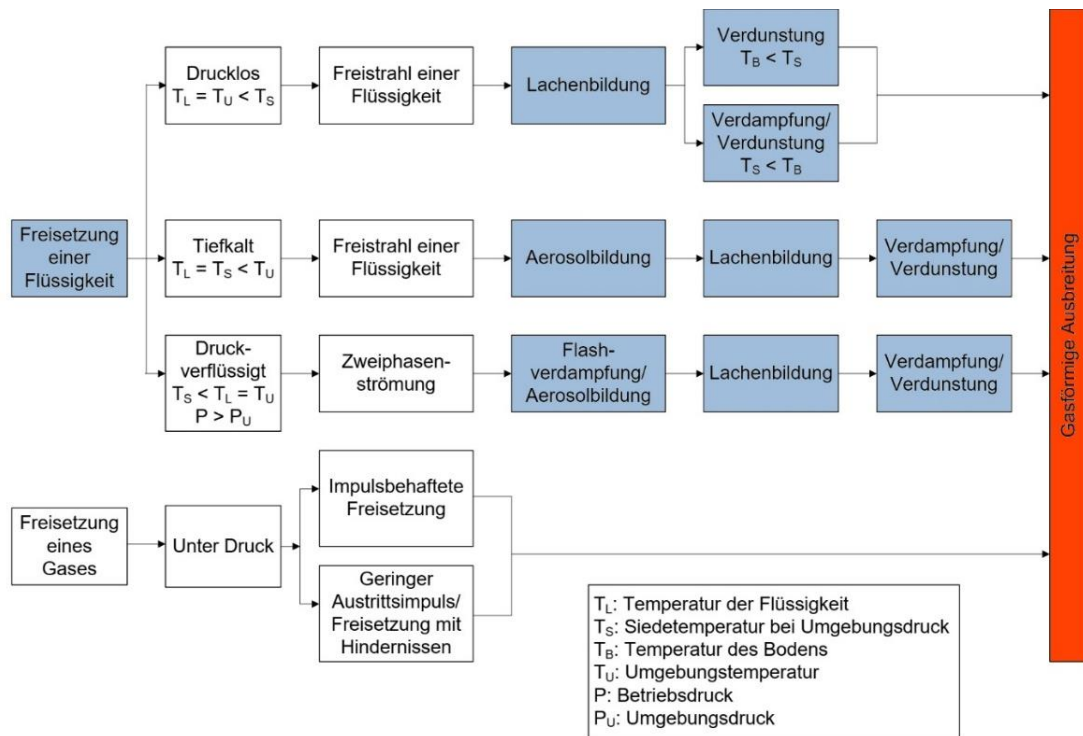 Drucklos
T_L = T_U < T_S
Freistrahl einer
Flüssigkeit
Lachenbildung
Verdunstung
T_B < T_S
Verdampfung/
Verdunstung
T_S < T_B
Freisetzung
einer
Flüssigkeit
Tiefkalt
T_L = T_S < T_U
Freistrahl einer
Flüssigkeit
Aerosolbildung
Lachenbildung
Verdampfung/
Verdunstung
Druck-
verflüssigt
T_S < T_L = T_U
P > P_U
Zweiphasen-
strömung
Flash-
verdampfung/
Aerosolbildung
Lachenbildung
Verdampfung/
Verdunstung
Freisetzung
eines
Gases
Unter Druck
Impulsbehaftete
Freisetzung
Geringer
Austrittsimpuls/
Freisetzung mit
Hindernissen
Gasförmige Ausbreitung
T_L: Temperatur der Flüssigkeit
T_S: Siedetemperatur bei Umgebungsdruck
T_B: Temperatur des Bodens
T_U: Umgebungstemperatur
P: Betriebsdruck
P_U: Umgebungsdruck